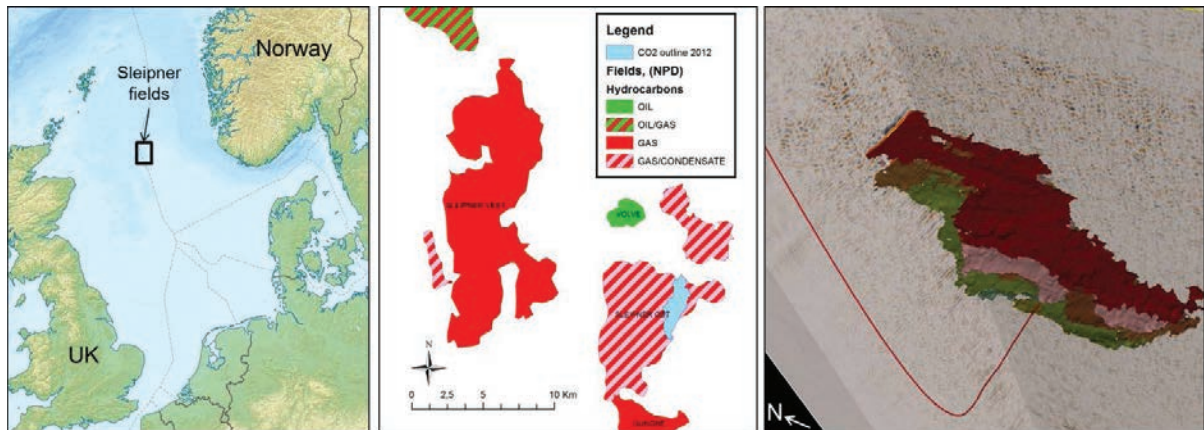 Norway
Sleipner
fields
UK
Legend
CO2 outline 2012
Fields, (NPD)
Hydrocarbons
OIL
OIL/GAS
GAS
GAS/CONDENSATE
VOLVE
N
0 2.5 5 10 Km
N